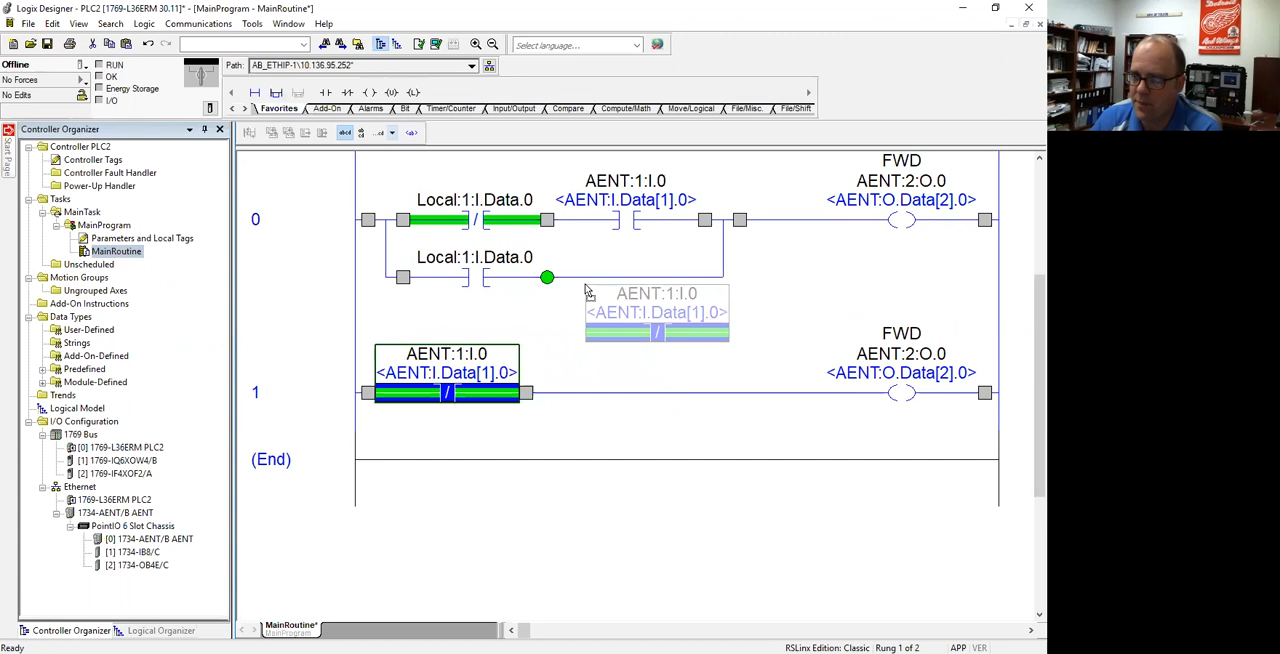 Logix Designer - PLC2 [1769-L36ERM 30.11]* - [MainProgram - MainRoutine*]
File Edit View Search Logic Communications Tools Window Help
Select language...
Offline RUN
No Forces OK
Energy Storage
No Edits I/O
Path: AB_ETHIP-1\10.136.95.252*
Favorites Add-On Alarms Bit Timer/Counter Input/Output Compare Compute/Math Move/Logical File/Misc. File/Shift
Start Page
Controller Organizer
Controller PLC2
Controller Tags
Controller Fault Handler
Power-Up Handler
Tasks
MainTask
MainProgram
Parameters and Local Tags
MainRoutine
Unscheduled
Motion Groups
Ungrouped Axes
Add-On Instructions
Data Types
User-Defined
Strings
Add-On-Defined
Predefined
Module-Defined
Trends
Logical Model
I/O Configuration
1769 Bus
[0] 1769-L36ERM PLC2
[1] 1769-IQ6XOW4/B
[2] 1769-IF4XOF2/A
Ethernet
1769-L36ERM PLC2
1734-AENT/B AENT
PointIO 6 Slot Chassis
[0] 1734-AENT/B AENT
[1] 1734-IB8/C
[2] 1734-OB4E/C
Controller Organizer Logical Organizer
FWD
Local:1:I.Data.0 AENT:1:I.0 AENT:2:O.0
<AENT:I.Data[1].0> <AENT:O.Data[2].0>
0
Local:1:I.Data.0
AENT:1:I.0
<AENT:I.Data[1].0>
FWD
AENT:1:I.0 AENT:2:O.0
<AENT:I.Data[1].0> <AENT:O.Data[2].0>
1
(End)
MainRoutine*
MainProgram
Ready
RSLinx Edition: Classic Rung 1 of 2 APP VER